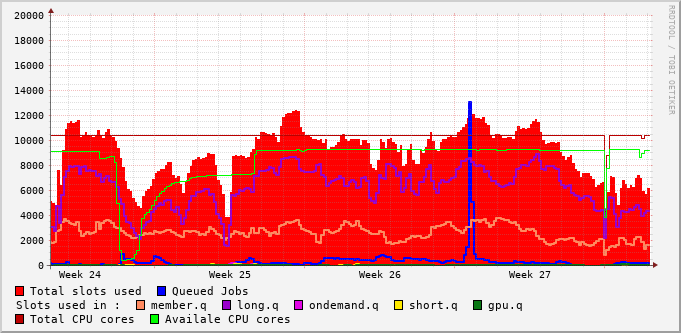 20000
18000
16000
14000
12000
10000
8000
6000
4000
2000
0
Week 24 Week 25 Week 26 Week 27
RRDTOOL / TOBI OETIKER
Total slots used Queued Jobs
Slots used in : member.q long.q ondemand.q short.q gpu.q
Total CPU cores Availale CPU cores